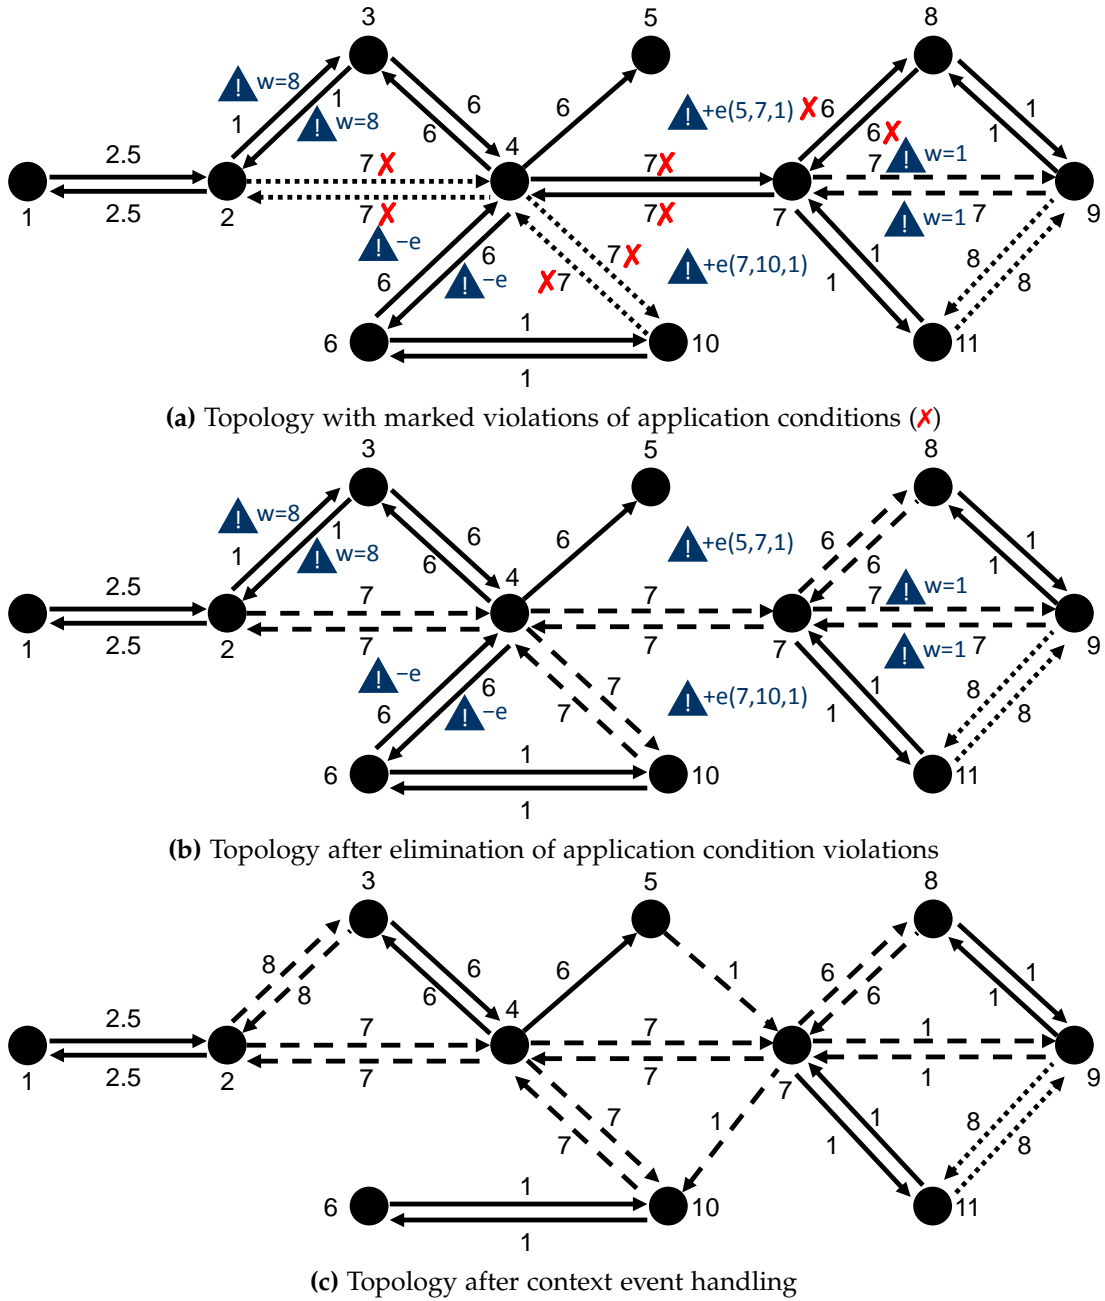 3 5 8
! w=8 1 6 6 ! +e(5,7,1) ✗ 6 1
1 ! w=8 6 4 6 ✗ ! w=1 1
2.5 7 ✗ 7 ✗ 7
1 2.5 2 7 ✗ 7 ✗ 7 ! w=1 7 9
! −e 6 7 ✗ ! +e(7,10,1) 1 8
6 ! −e ✗ 7 1 8
6 1 10 11
1
(a) Topology with marked violations of application conditions (✗)
3 5 8
! w=8 1 6 6 ! +e(5,7,1) 6 1
1 ! w=8 6 4 6 ! w=1 1
2.5 7 7 7
1 2.5 2 7 7 7 ! w=1 7 9
! −e 6 7 ! +e(7,10,1) 1 8
6 ! −e 7 1 8
6 1 10 11
1
(b) Topology after elimination of application condition violations
3 5 8
8 6 6 1 6 1
8 6 4 6 1
2.5 7 7 1
1 2.5 2 7 7 7 1 9
7 1 1 8
7 1 8
6 1 10 11
1
(c) Topology after context event handling